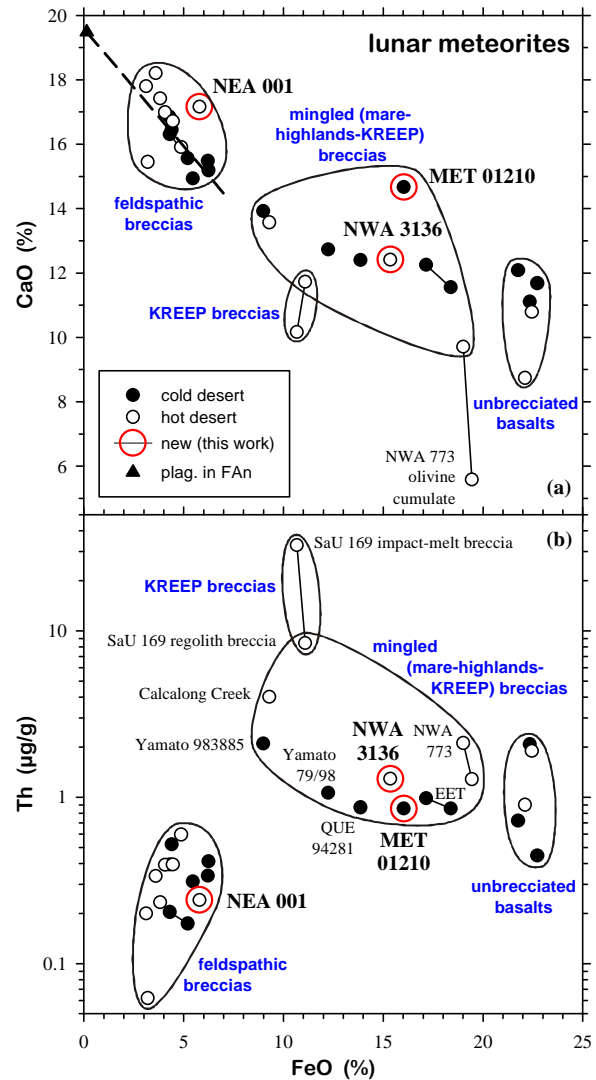 20
18
16
14
12
10
8
6
CaO (%)
lunar meteorites
NEA 001
mingled (mare-
highlands-KREEP)
breccias
MET 01210
feldspathic
breccias
NWA 3136
KREEP breccias
unbrecciated
basalts
cold desert
hot desert
new (this work)
plag. in FAn
NWA 773
olivine
cumulate
(a)
(b)
10
1
0.1
Th (µg/g)
SaU 169 impact-melt breccia
KREEP breccias
SaU 169 regolith breccia
mingled
(mare-highlands-
KREEP) breccias
Calcalong Creek
NWA
3136
NWA
773
Yamato 983885
Yamato
79/98
EET
QUE
94281
MET
01210
unbrecciated
basalts
NEA 001
feldspathic
breccias
0 5 10 15 20 25
FeO (%)